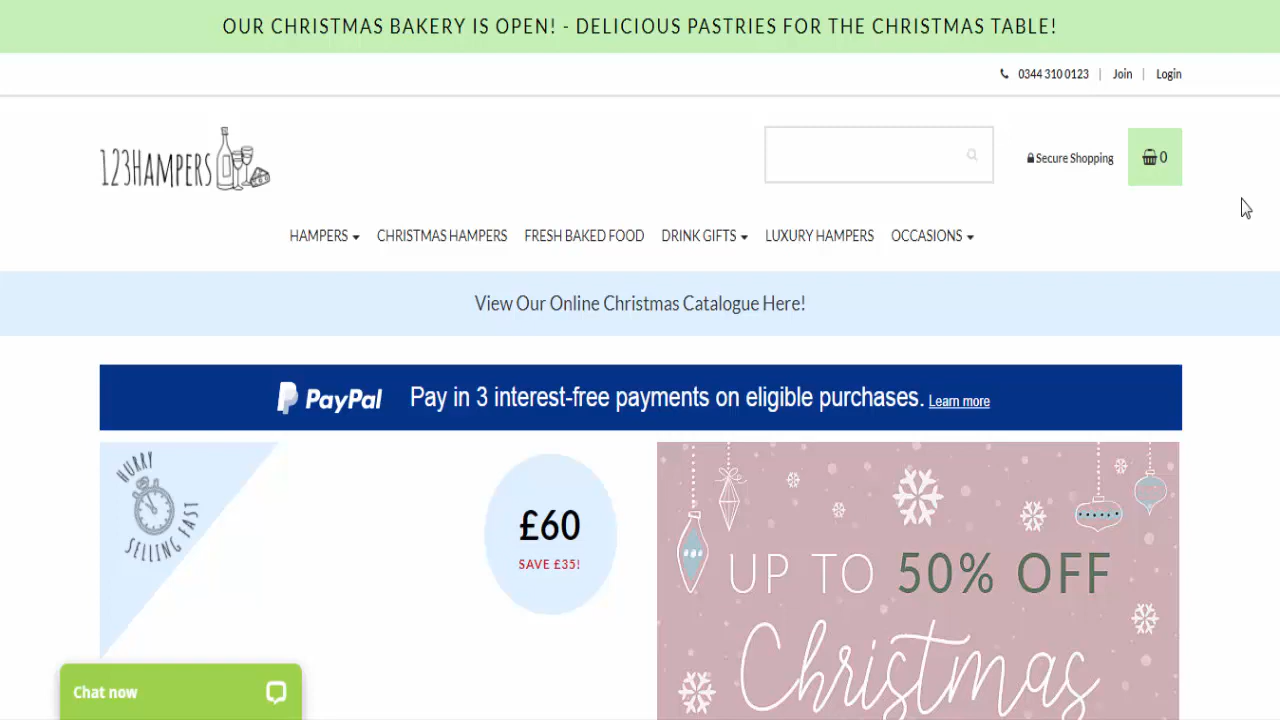 OUR CHRISTMAS BAKERY IS OPEN! - DELICIOUS PASTRIES FOR THE CHRISTMAS TABLE!
0344 310 0123 | Join | Login
123HAMPERS
Secure Shopping
0
HAMPERS CHRISTMAS HAMPERS FRESH BAKED FOOD DRINK GIFTS LUXURY HAMPERS OCCASIONS
View Our Online Christmas Catalogue Here!
PayPal Pay in 3 interest-free payments on eligible purchases. Learn more
HURRY
SELLING FAST
£60
SAVE £35!
UP TO 50% OFF
Christmas
Chat now